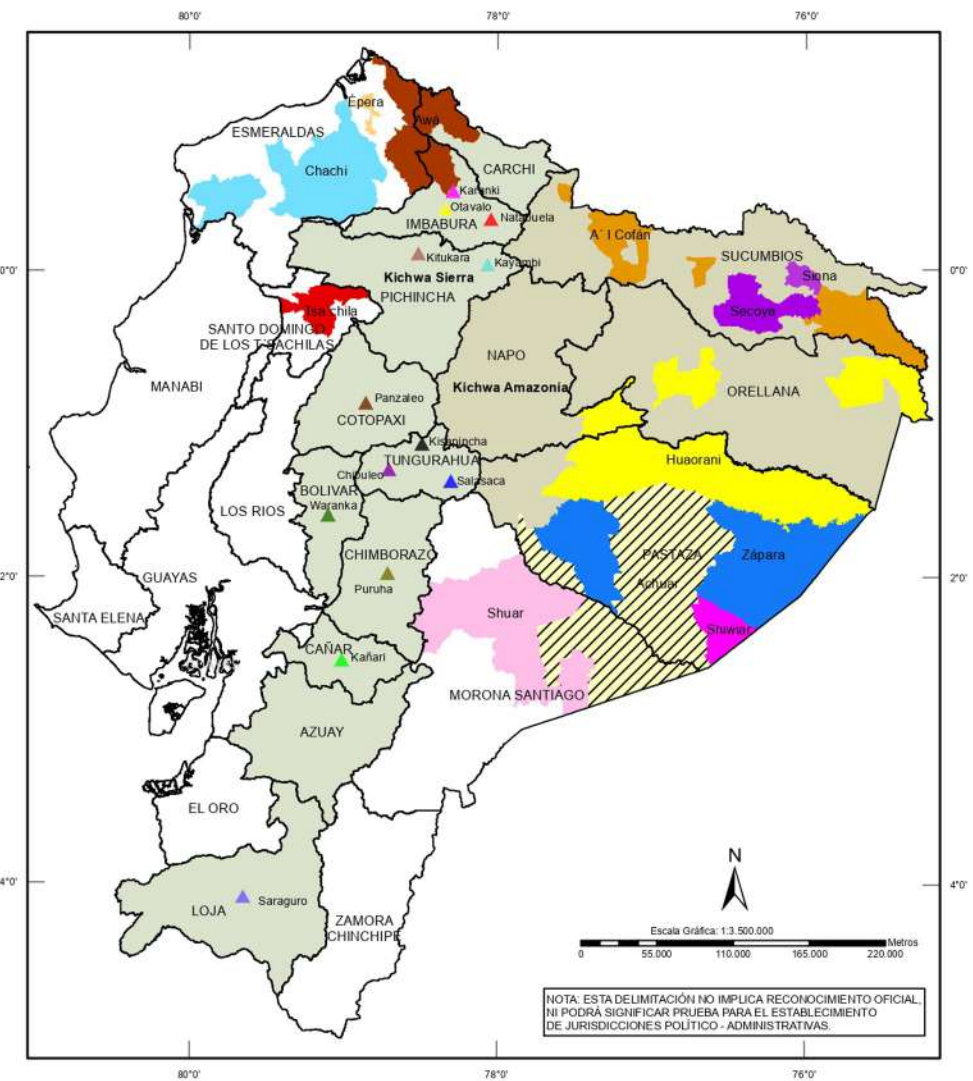 80°0'
78°0'
76°0'
Épera
Awá
ESMERALDAS
Chachi
CARCHI
Karanki
Otavalo
Natabuela
IMBABURA
A´ I Cofán
Kitukara
Kayambi
SUCUMBIOS
Siona
0°0'
0°0'
Kichwa Sierra
PICHINCHA
Tsa´chila
Secoya
SANTO DOMINGO
DE LOS T´SACHILAS
NAPO
MANABI
Kichwa Amazonía
ORELLANA
Panzaleo
COTOPAXI
Kisapincha
TUNGURAHUA
Huaorani
Chibuleo
Salasaca
BOLIVAR
Waranka
LOS RIOS
CHIMBORAZO
PASTAZA
Zápara
2°0'
2°0'
GUAYAS
Achuar
Puruha
SANTA ELENA
Shuar
Shiwiar
CAÑAR
Kañari
MORONA SANTIAGO
AZUAY
EL ORO
N
4°0'
4°0'
Saraguro
LOJA
ZAMORA
CHINCHIPE
Escala Gráfica: 1:3.500.000
Metros
0 55.000 110.000 165.000 220.000
NOTA: ESTA DELIMITACIÓN NO IMPLICA RECONOCIMIENTO OFICIAL,
NI PODRÁ SIGNIFICAR PRUEBA PARA EL ESTABLECIMIENTO
DE JURISDICCIONES POLÍTICO - ADMINISTRATIVAS.
80°0'
78°0'
76°0'